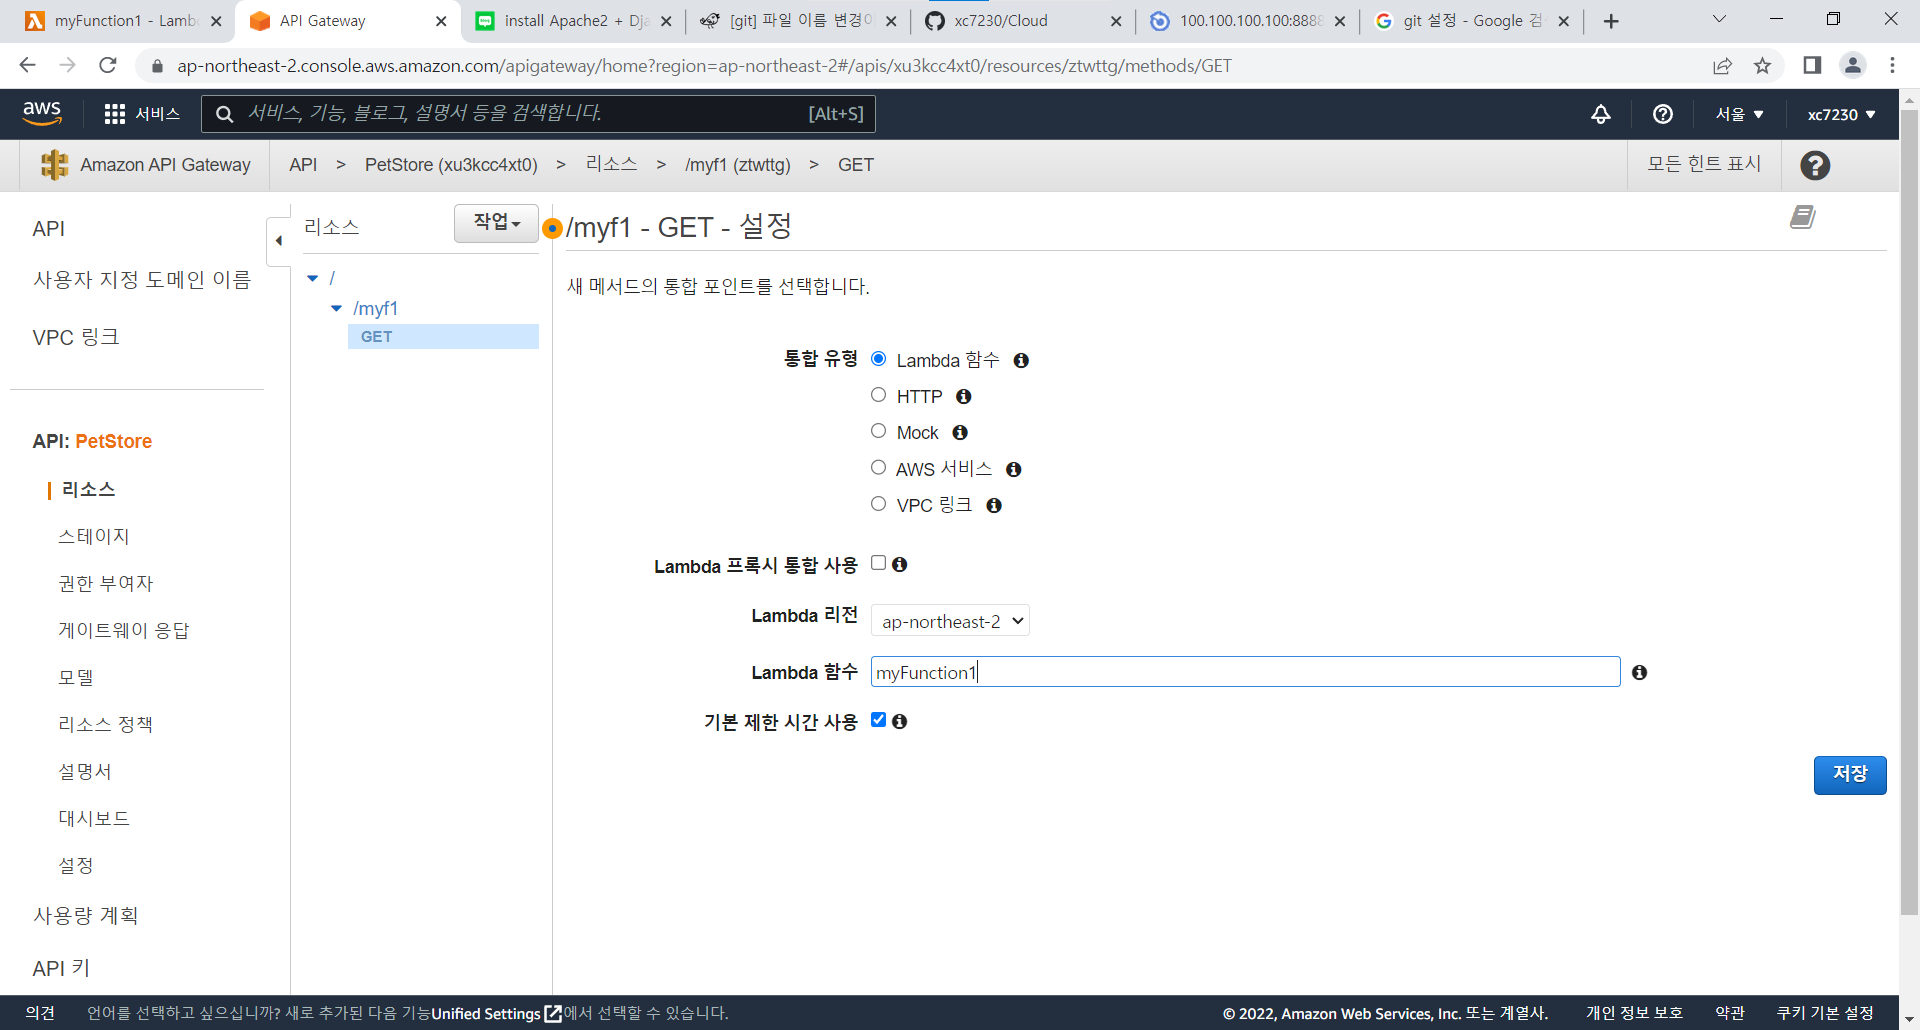 myFunction1 - Lamb
API Gateway
install Apache2 + Dja
[git] 파일 이름 변경이
xc7230/Cloud
100.100.100.100:8888
git 설정 - Google 검
ap-northeast-2.console.aws.amazon.com/apigateway/home?region=ap-northeast-2#/apis/xu3kcc4xt0/resources/ztwttg/methods/GET
aws
서비스
서비스, 기능, 블로그, 설명서 등을 검색합니다.
[Alt+S]
서울
xc7230
Amazon API Gateway
API > PetStore (xu3kcc4xt0) > 리소스 > /myf1 (ztwttg) > GET
모든 힌트 표시
API
사용자 지정 도메인 이름
VPC 링크
API: PetStore
리소스
스테이지
권한 부여자
게이트웨이 응답
모델
리소스 정책
설명서
대시보드
설정
사용량 계획
API 키
리소스
작업
/
/myf1
GET
/myf1 - GET - 설정
새 메서드의 통합 포인트를 선택합니다.
통합 유형
Lambda 함수
HTTP
Mock
AWS 서비스
VPC 링크
Lambda 프록시 통합 사용
Lambda 리전
ap-northeast-2
Lambda 함수
myFunction1
기본 제한 시간 사용
저장
의견
언어를 선택하고 싶으십니까? 새로 추가된 다음 기능Unified Settings에서 선택할 수 있습니다.
© 2022, Amazon Web Services, Inc. 또는 계열사.
개인 정보 보호
약관
쿠키 기본 설정